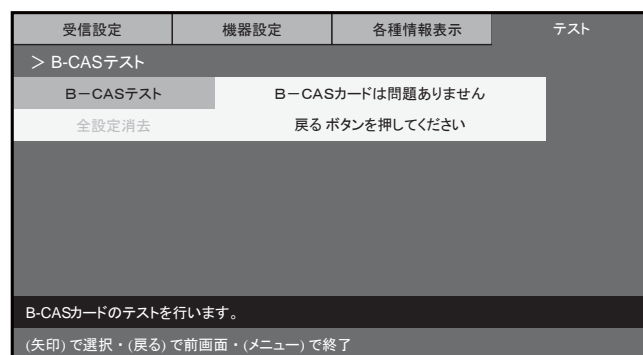 受信設定 機器設定 各種情報表示 テスト
＞ B-CASテスト
B－CASテスト B－CASカードは問題ありません
全設定消去 戻る ボタンを押してください
B-CASカードのテストを行います。
(矢印) で選択・(戻る) で前画面・(メニュー) で終了